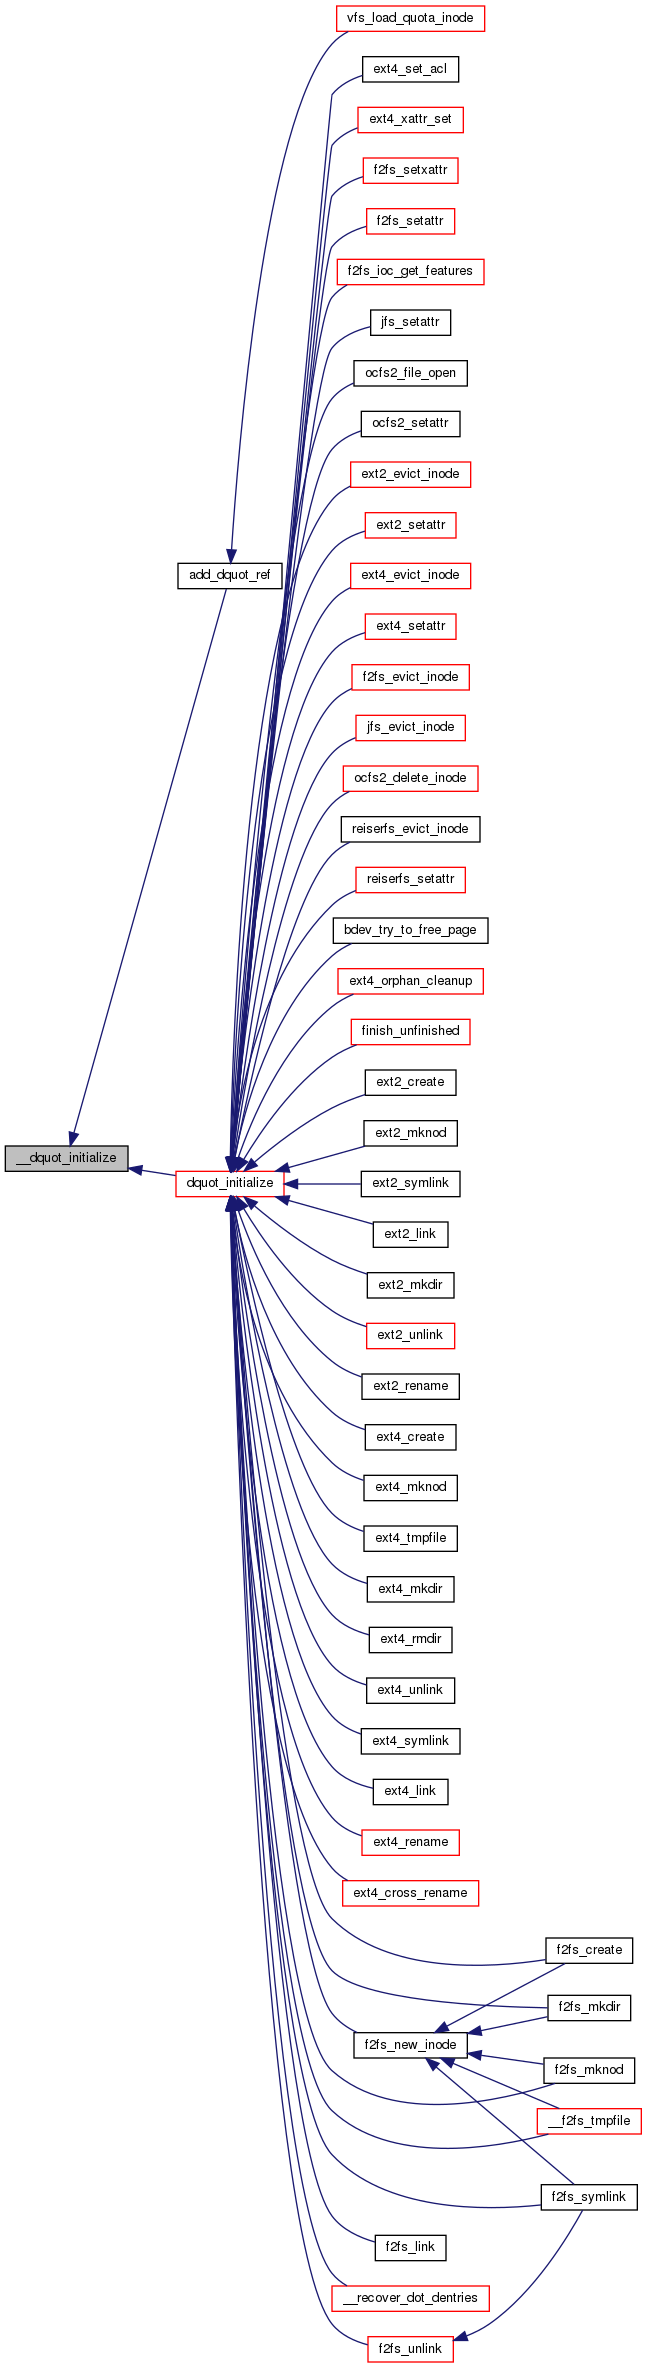 vfs_load_quota_inode
ext4_set_acl
ext4_xattr_set
f2fs_setxattr
f2fs_setattr
f2fs_ioc_get_features
jfs_setattr
ocfs2_file_open
ocfs2_setattr
ext2_evict_inode
ext2_setattr
add_dquot_ref
ext4_evict_inode
ext4_setattr
f2fs_evict_inode
jfs_evict_inode
ocfs2_delete_inode
reiserfs_evict_inode
reiserfs_setattr
bdev_try_to_free_page
ext4_orphan_cleanup
finish_unfinished
ext2_create
ext2_mknod
__dquot_initialize
dquot_initialize
ext2_symlink
ext2_link
ext2_mkdir
ext2_unlink
ext2_rename
ext4_create
ext4_mknod
ext4_tmpfile
ext4_mkdir
ext4_rmdir
ext4_unlink
ext4_symlink
ext4_link
ext4_rename
ext4_cross_rename
f2fs_create
f2fs_mkdir
f2fs_new_inode
f2fs_mknod
__f2fs_tmpfile
f2fs_symlink
f2fs_link
__recover_dot_dentries
f2fs_unlink